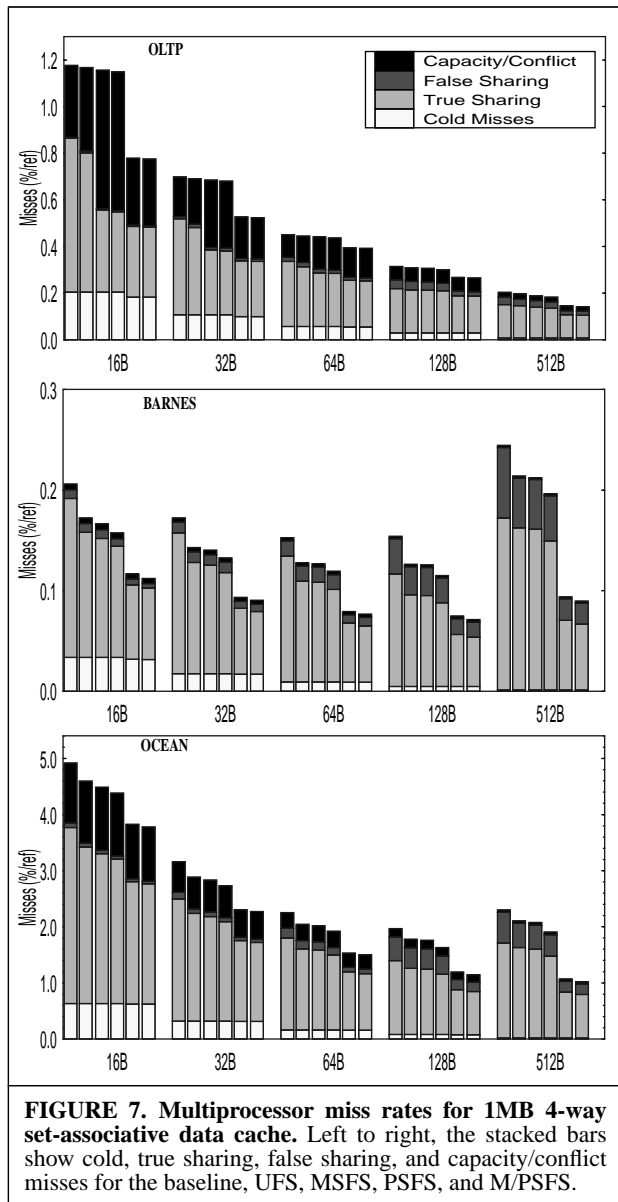 OLTP
Capacity/Conflict
False Sharing
True Sharing
Cold Misses
Misses (%/ref)
1.2
1.0
0.8
0.6
0.4
0.2
0.0
16B 32B 64B 128B 512B
BARNES
Misses (%/ref)
0.3
0.2
0.1
0.0
16B 32B 64B 128B 512B
OCEAN
Misses (%/ref)
5.0
4.0
3.0
2.0
1.0
0.0
16B 32B 64B 128B 512B
FIGURE 7. Multiprocessor miss rates for 1MB 4-way
set-associative data cache. Left to right, the stacked bars
show cold, true sharing, false sharing, and capacity/conflict
misses for the baseline, UFS, MSFS, PSFS, and M/PSFS.